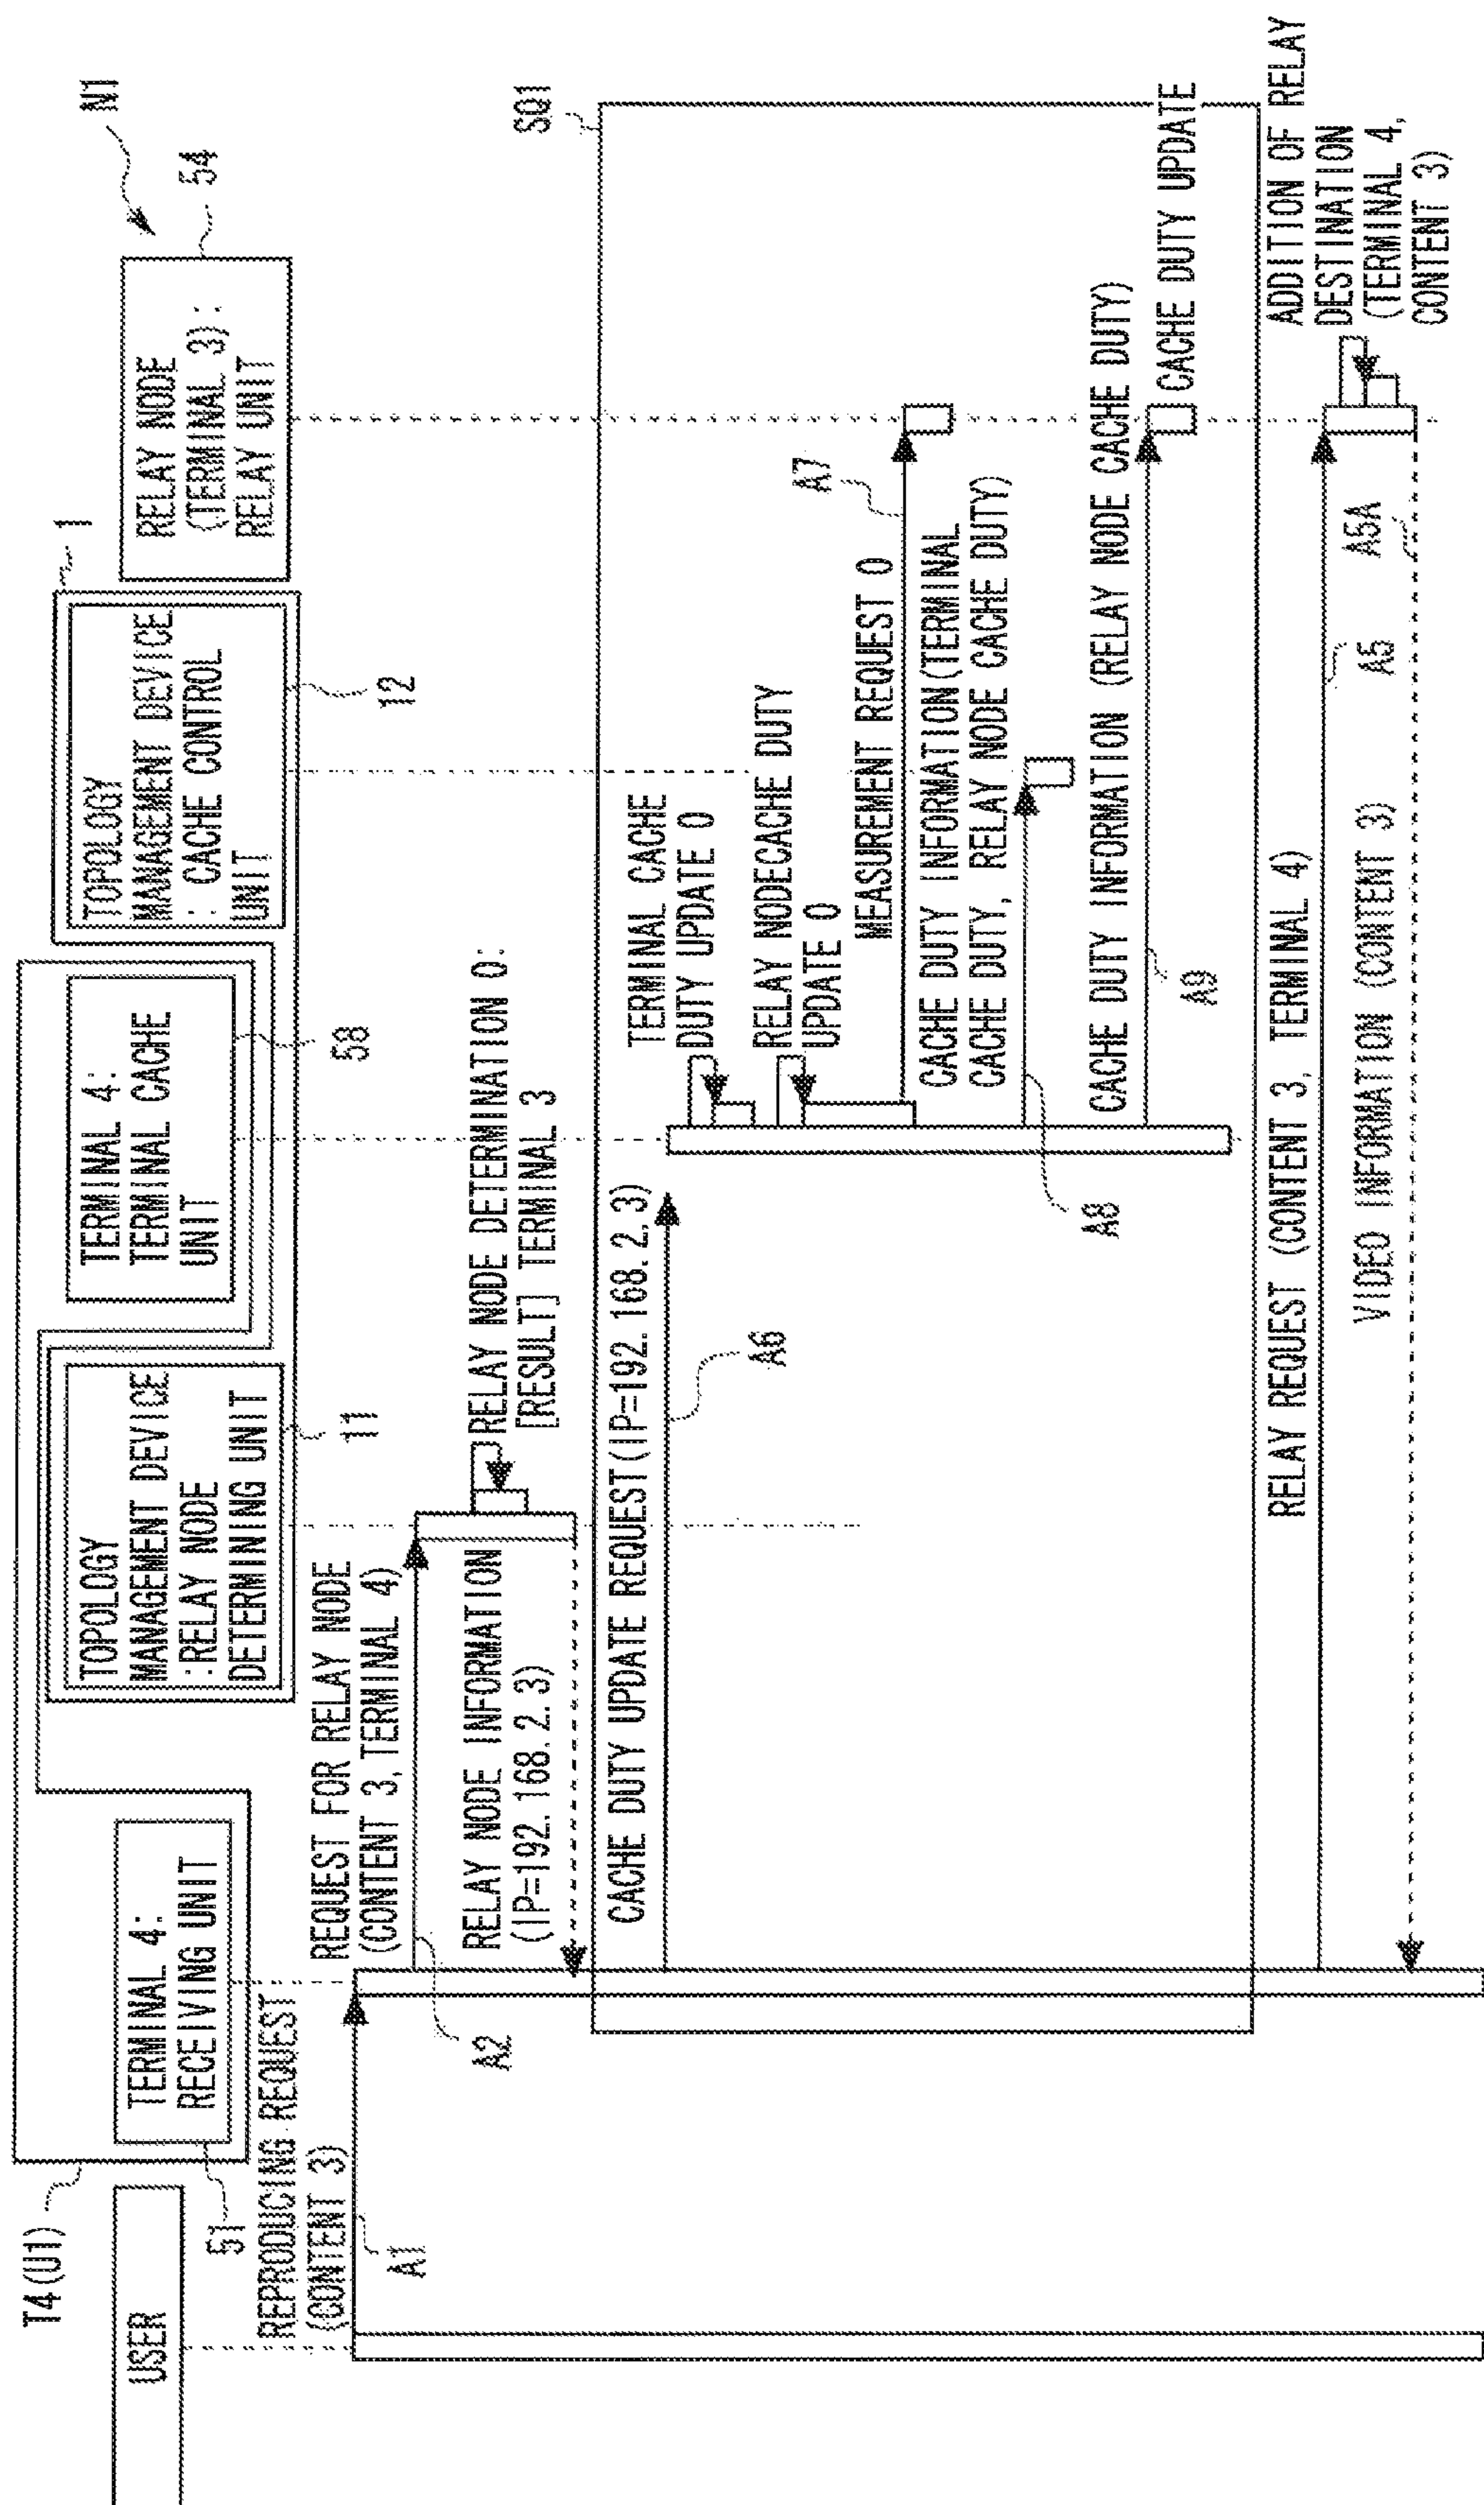 T4(U1)
USER
51
TERMINAL 4:
RECEIVING UNIT
TOPOLOGY
MANAGEMENT DEVICE
:RELAY NODE
DETERMINING UNIT
11
TERMINAL 4:
TERMINAL CACHE
UNIT
58
TOPOLOGY
MANAGEMENT DEVICE
: CACHE CONTROL
UNIT
12
1
RELAY NODE
(TERMINAL 3):
RELAY UNIT
54
N1
REPRODUCING REQUEST
(CONTENT 3)
A1
REQUEST FOR RELAY NODE
(CONTENT 3, TERMINAL 4)
A2
RELAY NODE DETERMINATION 0:
[RESULT] TERMINAL 3
RELAY NODE INFORMATION
(IP=192. 168. 2. 3)
SQ1
CACHE DUTY UPDATE REQUEST(IP=192. 168. 2, 3)
A6
TERMINAL CACHE
DUTY UPDATE 0
RELAY NODECACHE DUTY
UPDATE 0
MEASUREMENT REQUEST 0
A7
CACHE DUTY INFORMATION(TERMINAL
CACHE DUTY, RELAY NODE CACHE DUTY)
A8
CACHE DUTY INFORMATION (RELAY NODE CACHE DUTY)
A9
CACHE DUTY UPDATE
RELAY REQUEST (CONTENT 3, TERMINAL 4)
A5
ADDITION OF RELAY
DESTINATION
(TERMINAL 4,
CONTENT 3)
VIDEO INFORMATION (CONTENT 3)
A5A